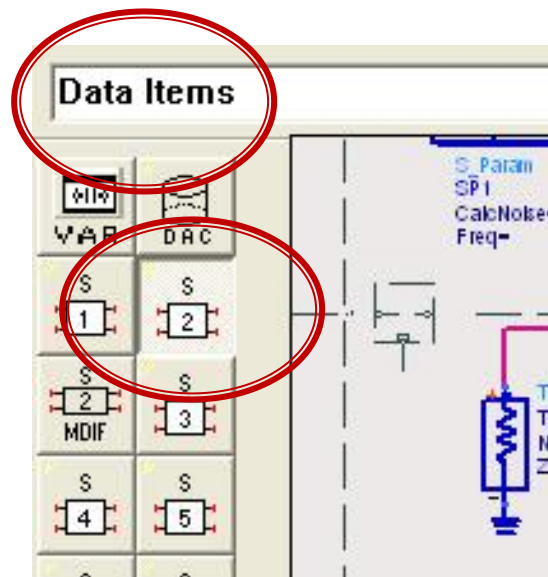 Data Items
VAR
DAC
S_Param
SP1
CalcNoise
Freq=
S
1
S
2
S
2
MDIF
S
3
S
4
S
5
T
T
N
Z
S
S